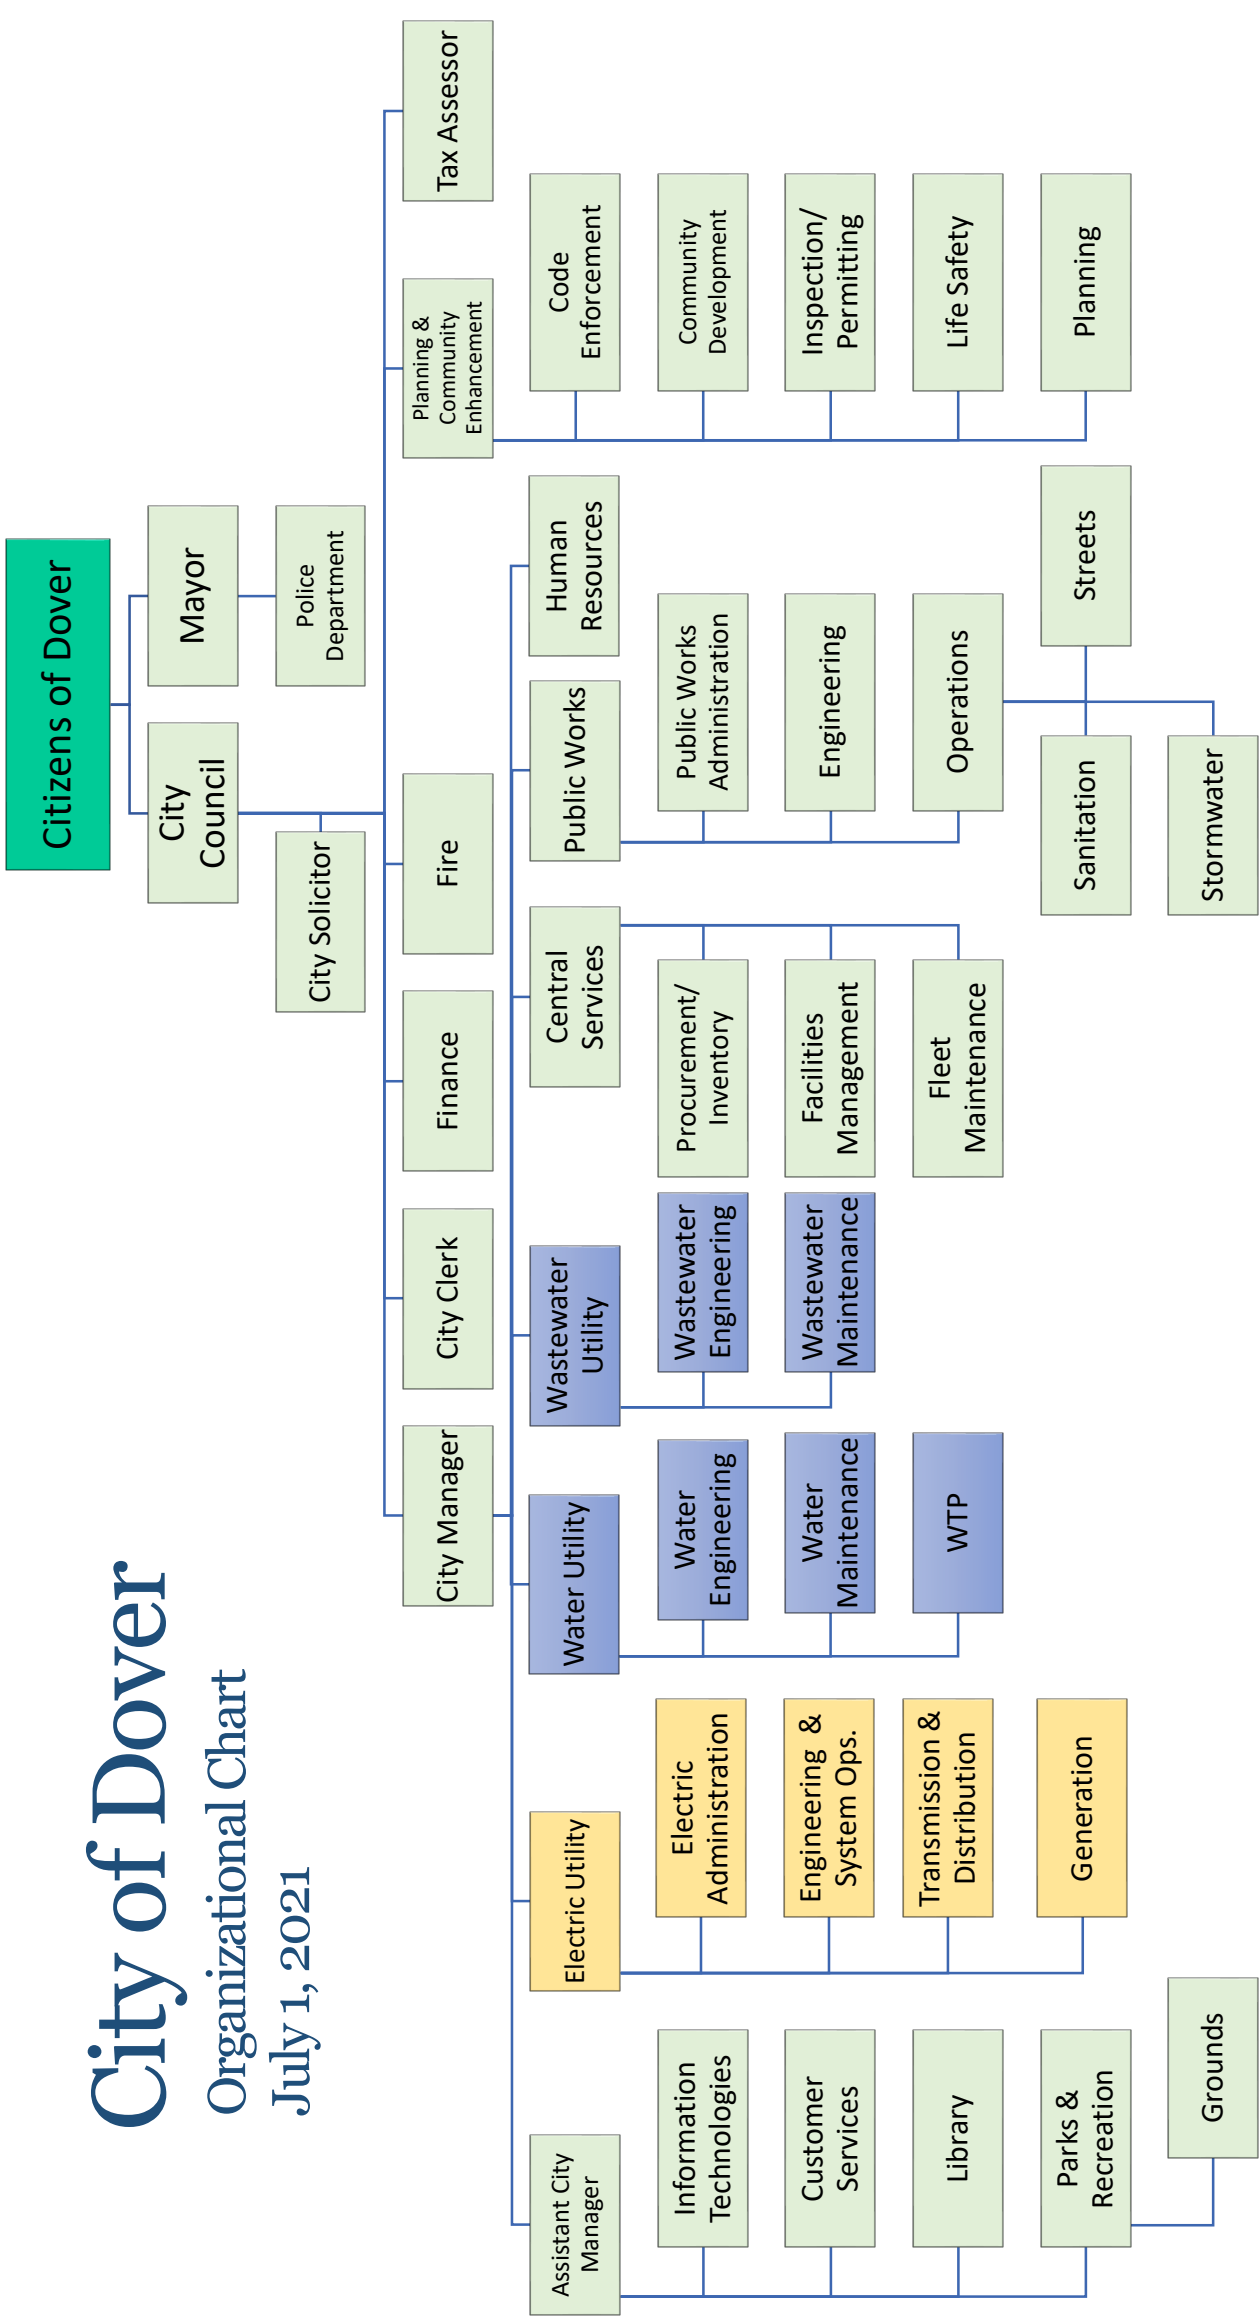 City of Dover
Organizational Chart
July 1, 2021
Citizens of Dover
City
Council
Mayor
City Solicitor
Police
Department
City Manager
City Clerk
Finance
Fire
Planning &
Community
Enhancement
Tax Assessor
Assistant City
Manager
Electric Utility
Water Utility
Wastewater
Utility
Central
Services
Public Works
Human
Resources
Code
Enforcement
Information
Technologies
Electric
Administration
Water
Engineering
Wastewater
Engineering
Procurement/
Inventory
Public Works
Administration
Community
Development
Customer
Services
Engineering &
System Ops.
Water
Maintenance
Wastewater
Maintenance
Facilities
Management
Engineering
Inspection/
Permitting
Library
Transmission &
Distribution
WTP
Fleet
Maintenance
Operations
Life Safety
Parks &
Recreation
Generation
Sanitation
Streets
Planning
Grounds
Stormwater